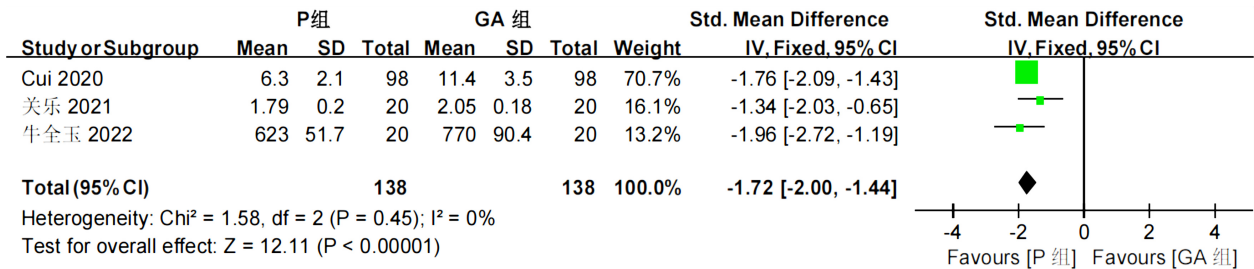 P组 GA 组 Std. Mean Difference Std. Mean Difference
Study or Subgroup Mean SD Total Mean SD Total Weight IV, Fixed, 95% CI IV, Fixed, 95% CI
Cui 2020 6.3 2.1 98 11.4 3.5 98 70.7% -1.76 [-2.09, -1.43]
关乐 2021 1.79 0.2 20 2.05 0.18 20 16.1% -1.34 [-2.03, -0.65]
牛全玉 2022 623 51.7 20 770 90.4 20 13.2% -1.96 [-2.72, -1.19]
Total (95% CI) 138 138 100.0% -1.72 [-2.00, -1.44]
Heterogeneity: Chi² = 1.58, df = 2 (P = 0.45); I² = 0%
Test for overall effect: Z = 12.11 (P < 0.00001)
-4 -2 0 2 4
Favours [P 组] Favours [GA 组]